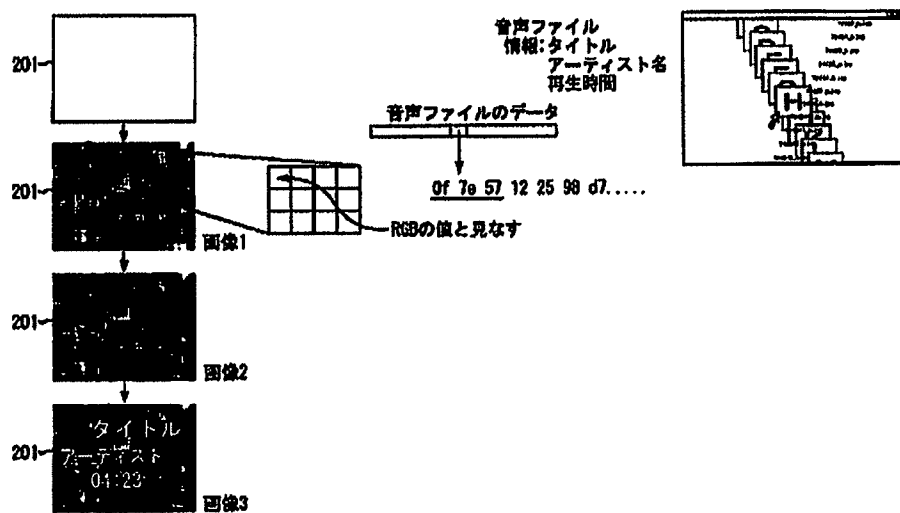 201
音声ファイル
情報:タイトル
アーティスト名
再生時間
音声ファイルのデータ
0f 7e 57 12 25 98 d7.....
RGBの値と見なす
201
画像1
201
画像2
201
タイトル
アーティスト
04:23
画像3